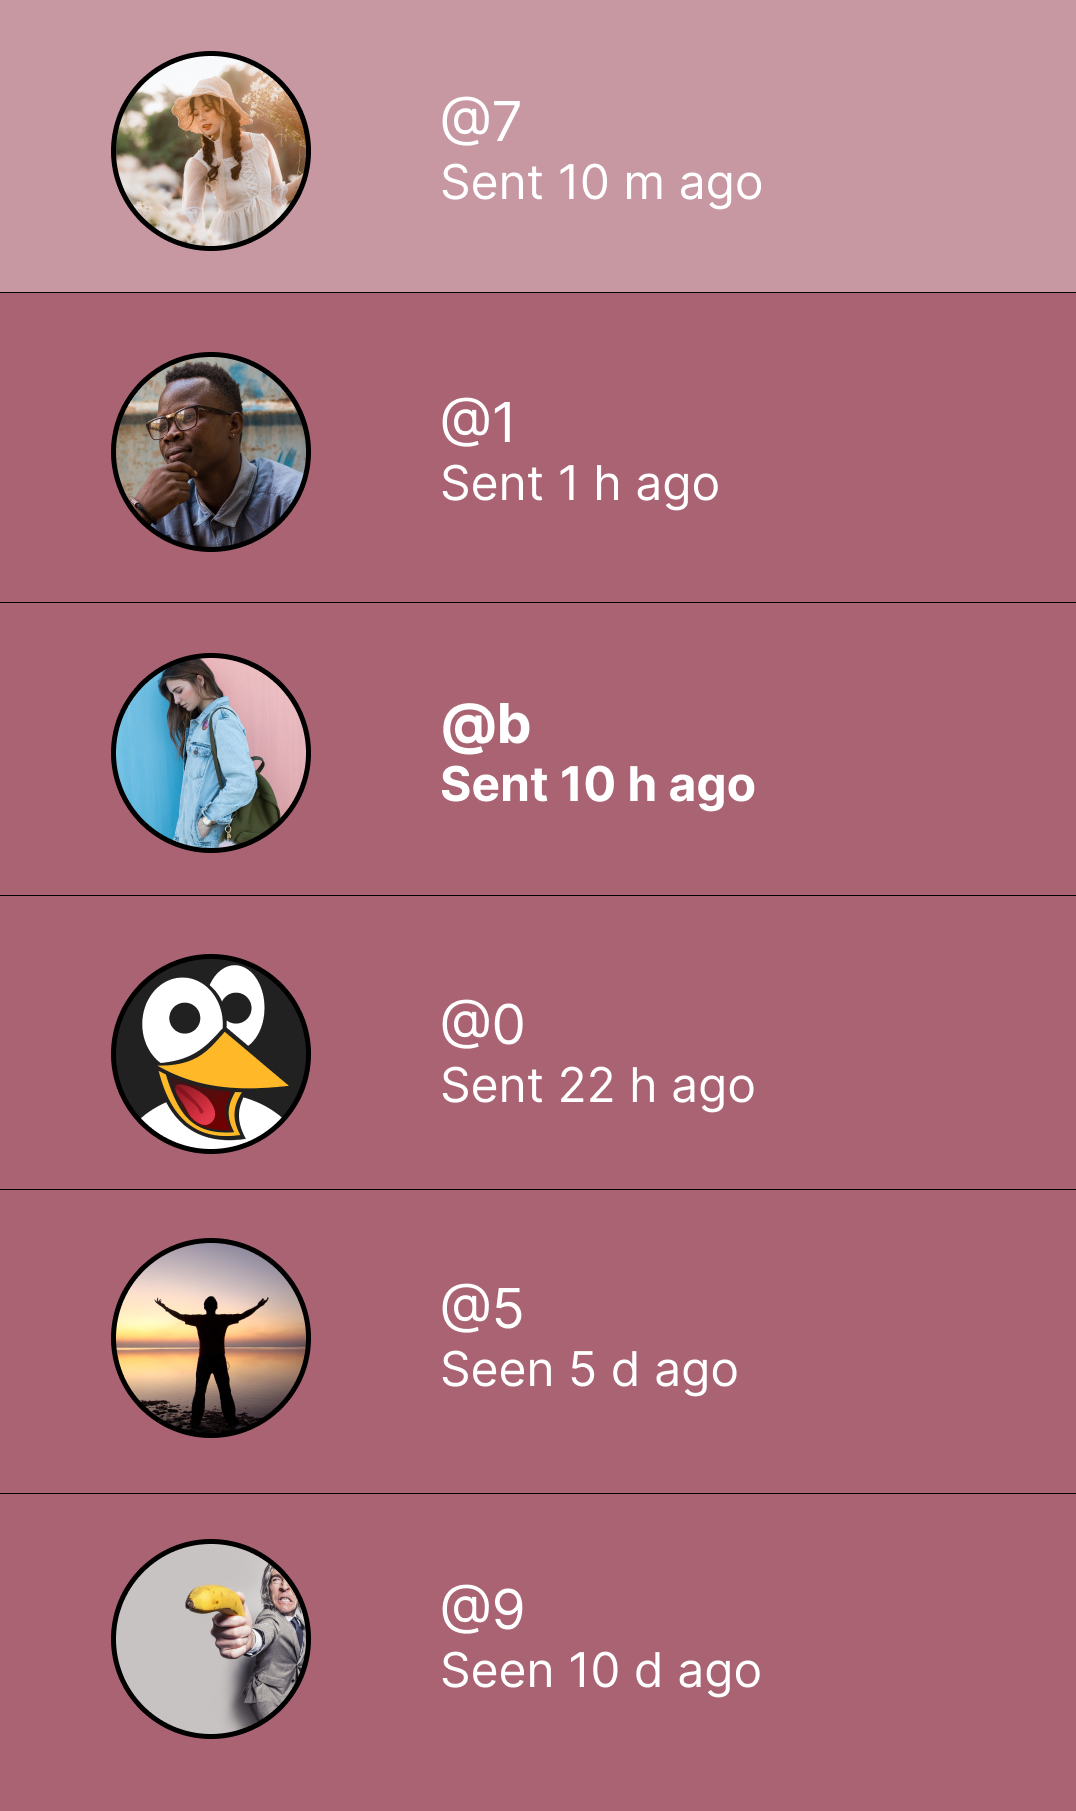 @7
Sent 10 m ago
@1
Sent 1 h ago
@b
Sent 10 h ago
@0
Sent 22 h ago
@5
Seen 5 d ago
@9
Seen 10 d ago